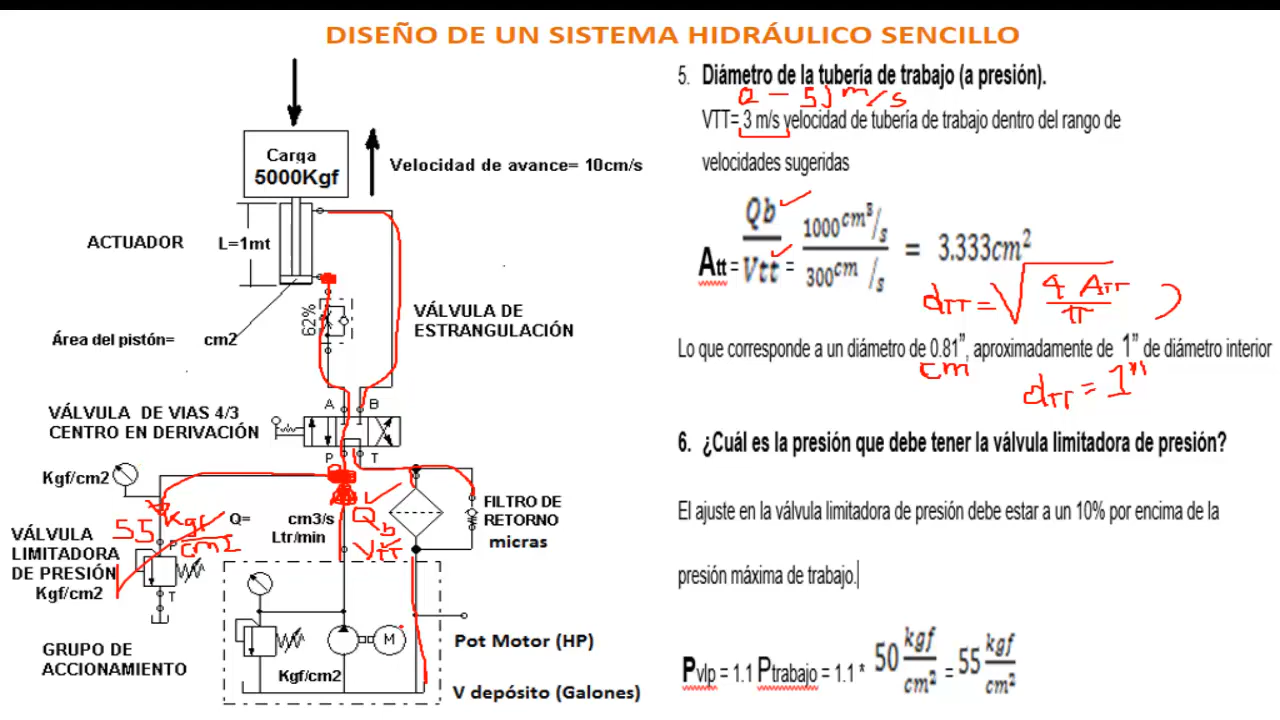 DISEÑO DE UN SISTEMA HIDRÁULICO SENCILLO
Carga
5000Kgf
Velocidad de avance= 10cm/s
ACTUADOR
L=1mt
62%
VÁLVULA DE
ESTRANGULACIÓN
Área del pistón= cm2
A B
VÁLVULA DE VIAS 4/3
CENTRO EN DERIVACIÓN
P T
Kgf/cm2
Q= cm3/s
Ltr/min
Q
b
VTT
FILTRO DE
RETORNO
micras
55 Kgf
cm2
VÁLVULA
LIMITADORA
DE PRESIÓN
Kgf/cm2
P
T
GRUPO DE
ACCIONAMIENTO
M
Kgf/cm2
Pot Motor (HP)
V depósito (Galones)
5. Diámetro de la tubería de trabajo (a presión).
2 - 5) m/s
VTT= 3 m/s velocidad de tubería de trabajo dentro del rango de
velocidades sugeridas
Att = Qb/Vtt = 1000 cm³/s / 300 cm/s = 3.333cm²
dTT = √4 ATT/π )
Lo que corresponde a un diámetro de 0.81”, aproximadamente de 1” de diámetro interior
cm
dTT = 1"
6. ¿Cuál es la presión que debe tener la válvula limitadora de presión?
El ajuste en la válvula limitadora de presión debe estar a un 10% por encima de la
presión máxima de trabajo.
Pvlp = 1.1 Ptrabajo = 1.1 * 50 kgf/cm² = 55 kgf/cm²